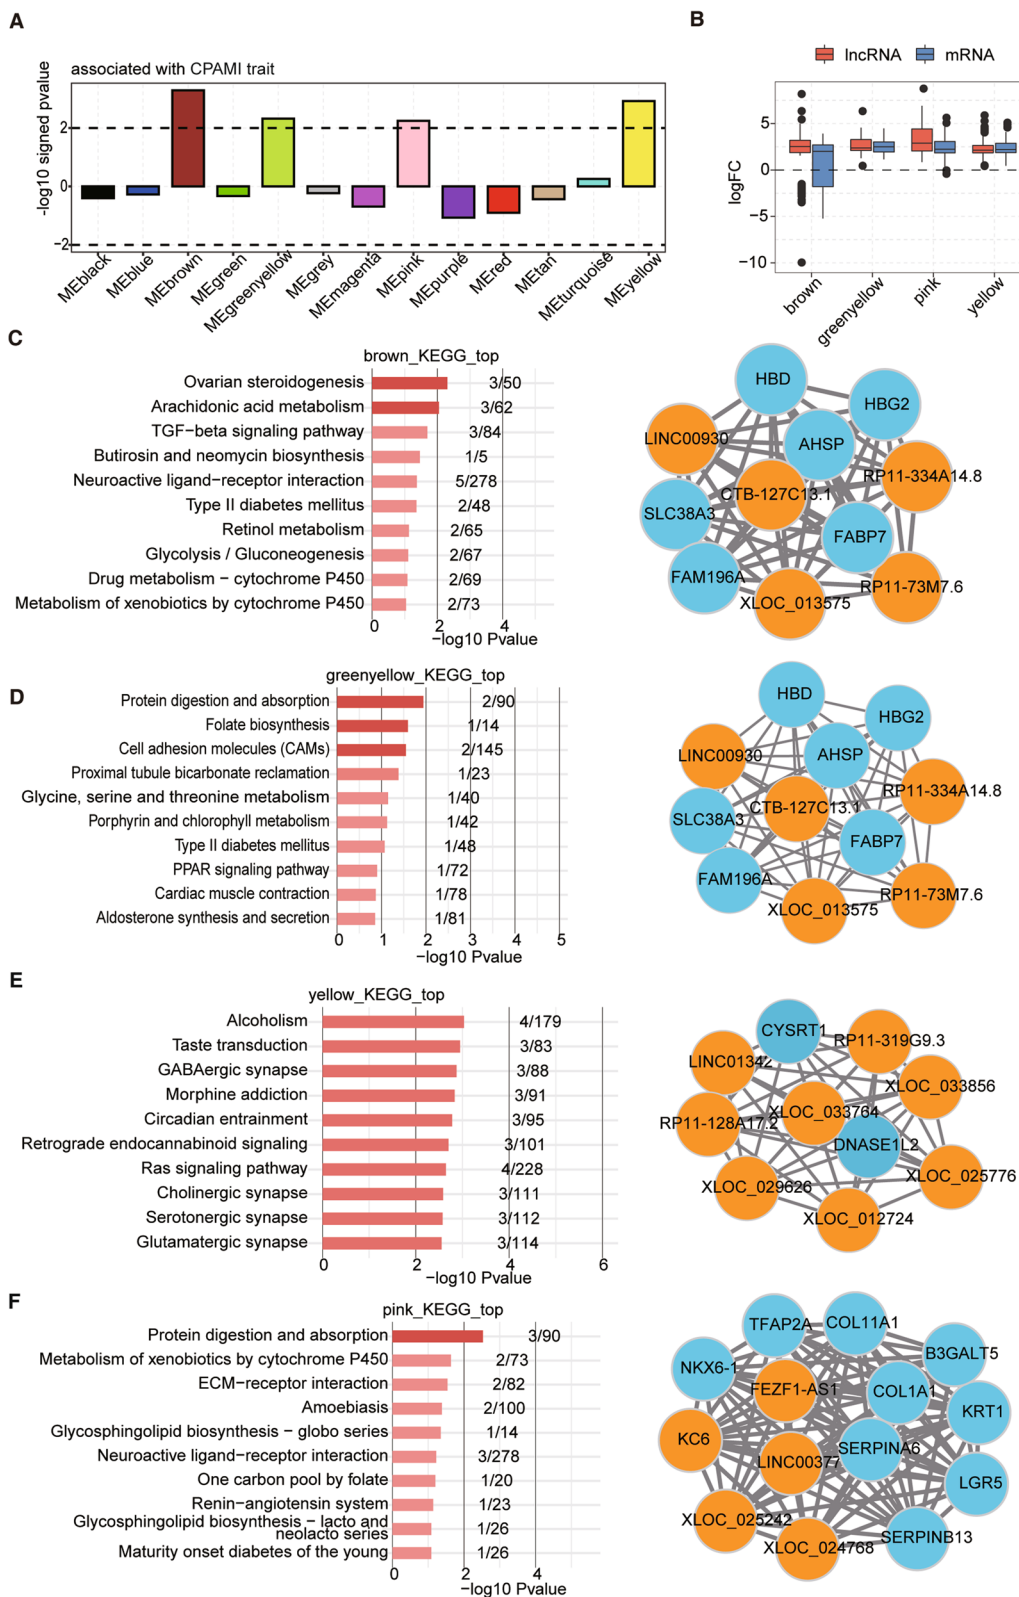 A
associated with CPAMI trait
-log10 signed pvalue
2
0
−2
MEblack
MEblue
MEbrown
MEgreen
MEgreenyellow
MEgrey
MEmagenta
MEpink
MEpurple
MEred
MEtan
MEturquoise
MEyellow
B
lncRNA
mRNA
logFC
5
0
−5
−10
brown
greenyellow
pink
yellow
C
brown_KEGG_top
Ovarian steroidogenesis 3/50
Arachidonic acid metabolism 3/62
TGF−beta signaling pathway 3/84
Butirosin and neomycin biosynthesis 1/5
Neuroactive ligand−receptor interaction 5/278
Type II diabetes mellitus 2/48
Retinol metabolism 2/65
Glycolysis / Gluconeogenesis 2/67
Drug metabolism − cytochrome P450 2/69
Metabolism of xenobiotics by cytochrome P450 2/73
0 2 4
−log10 Pvalue
HBD
HBG2
LINC00930
AHSP
RP11-334A14.8
CTB-127C13.1
SLC38A3
FABP7
FAM196A
RP11-73M7.6
XLOC_013575
D
greenyellow_KEGG_top
Protein digestion and absorption 2/90
Folate biosynthesis 1/14
Cell adhesion molecules (CAMs) 2/145
Proximal tubule bicarbonate reclamation 1/23
Glycine, serine and threonine metabolism 1/40
Porphyrin and chlorophyll metabolism 1/42
Type II diabetes mellitus 1/48
PPAR signaling pathway 1/72
Cardiac muscle contraction 1/78
Aldosterone synthesis and secretion 1/81
0 1 2 3 4 5
−log10 Pvalue
HBD
HBG2
LINC00930
AHSP
RP11-334A14.8
CTB-127C13.1
SLC38A3
FABP7
FAM196A
RP11-73M7.6
XLOC_013575
E
yellow_KEGG_top
Alcoholism 4/179
Taste transduction 3/83
GABAergic synapse 3/88
Morphine addiction 3/91
Circadian entrainment 3/95
Retrograde endocannabinoid signaling 3/101
Ras signaling pathway 4/228
Cholinergic synapse 3/111
Serotonergic synapse 3/112
Glutamatergic synapse 3/114
0 2 4 6
−log10 Pvalue
CYSRT1
RP11-319G9.3
LINC01342
XLOC_033856
XLOC_033764
RP11-128A17.2
DNASE1L2
XLOC_025776
XLOC_029626
XLOC_012724
F
pink_KEGG_top
Protein digestion and absorption 3/90
Metabolism of xenobiotics by cytochrome P450 2/73
ECM−receptor interaction 2/82
Amoebiasis 2/100
Glycosphingolipid biosynthesis − globo series 1/14
Neuroactive ligand−receptor interaction 3/278
One carbon pool by folate 1/20
Renin−angiotensin system 1/23
Glycosphingolipid biosynthesis − lacto and
neolacto series 1/26
Maturity onset diabetes of the young 1/26
0 2 4
−log10 Pvalue
TFAP2A
COL11A1
B3GALT5
NKX6-1
FEZF1-AS1
COL1A1
KRT1
KC6
SERPINA6
LINC00377
LGR5
XLOC_025242
SERPINB13
XLOC_024768